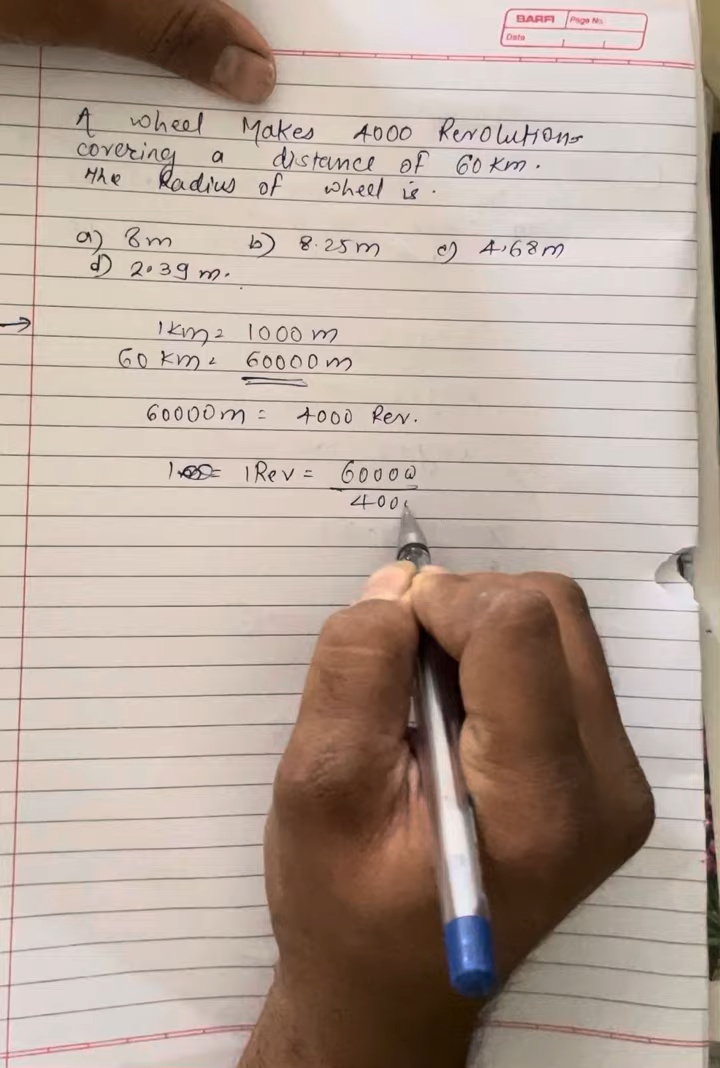 BARFI Page No.
Date
A wheel Makes 4000 Revolutions
covering a distance of 60 km.
the Radius of wheel is.
a) 8m b) 8.25m c) 4.68m
d) 2.39 m.
→ 1km = 1000 m
60 km = 60000 m
60000m = 4000 Rev.
1 = 1Rev = 60000
4000